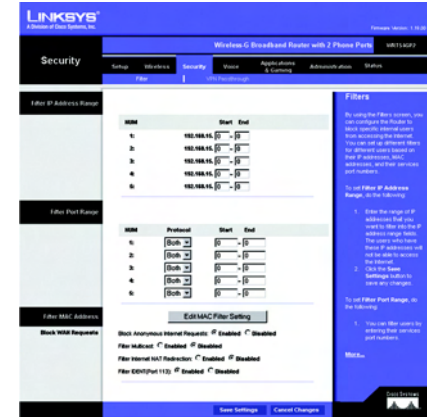 LINKSYS®
A Division of Cisco Systems, Inc.
Firmware Version: 1.
Wireless-G Broadband Router with 2 Phone Ports
Security
Setup
Wireless
Security
Voice
Applications & Gaming
Administration
Status
Filter
VPN Passthrough
Filter IP Address Range
NUM Start End
1: 192.168.15. 0 ~ 0
2: 192.168.15. 0 ~ 0
3: 192.168.15. 0 ~ 0
4: 192.168.15. 0 ~ 0
5: 192.168.15. 0 ~ 0
Filter Port Range
NUM Protocol Start End
1: Both 0 ~ 0
2: Both 0 ~ 0
3: Both 0 ~ 0
4: Both 0 ~ 0
5: Both 0 ~ 0
Filter MAC Address
Edit MAC Filter Setting
Block WAN Requests
Block Anonymous Internet Requests: Enabled Disabled
Filter Multicast: Enabled Disabled
Filter Internet NAT Redirection: Enabled Disabled
Filter IDENT(Port 113): Enabled Disabled
Filters
By using the Filters screen, you
can configure the Router to
block specific internal users
from accessing the Internet.
You can set up different filters
for different users based on
their IP addresses, MAC
addresses, and their services
port numbers.
To set Filter IP Address
Range, do the following:
1. Enter the range of IP
addresses that you
want to filter into the IP
address range fields.
The users who have
these IP addresses will
not be able to access
the Internet.
2. Click the Save
Settings button to
save any changes.
To set Filter Port Range, do
the following:
1. You can filter users by
entering their services
port numbers.
More...
Save Settings
Cancel Changes
Cisco Systems